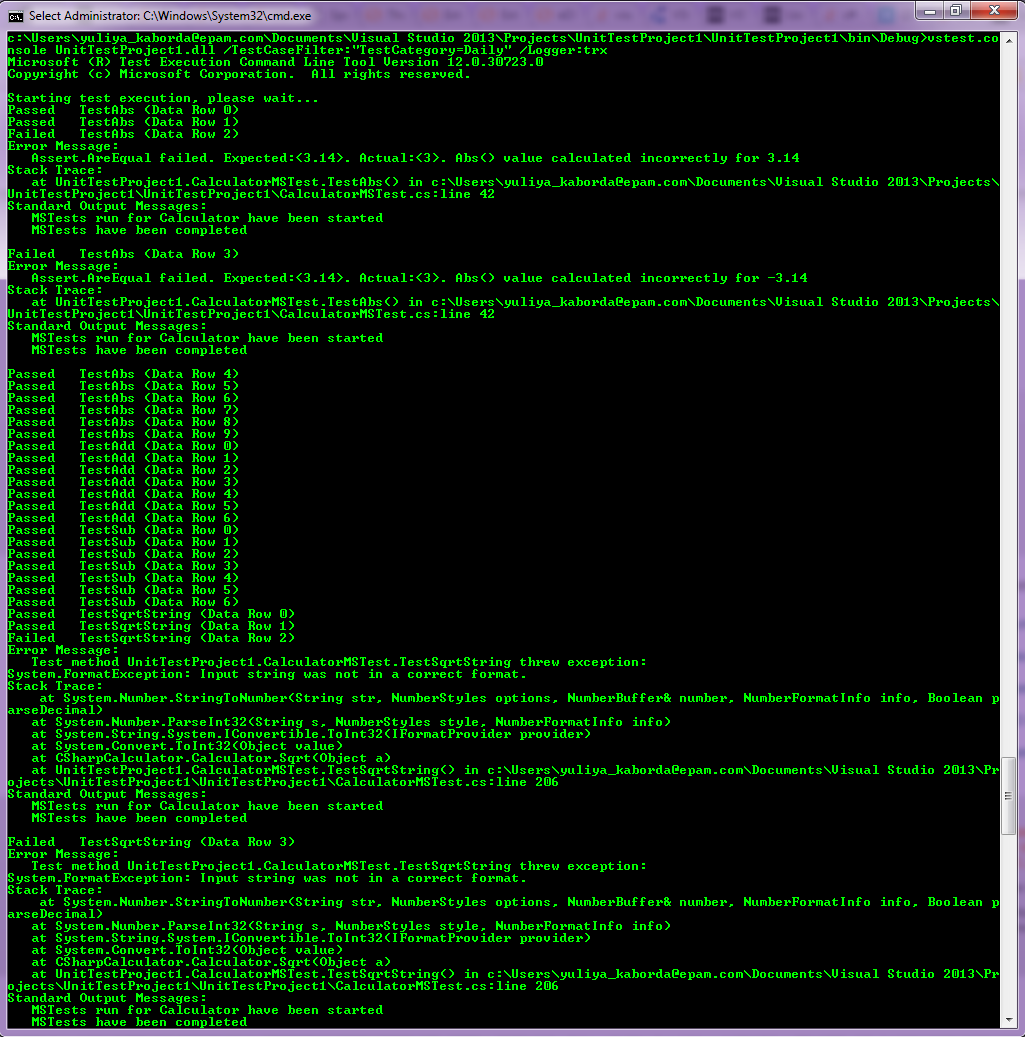 Select Administrator: C:\Windows\System32\cmd.exe
c:\Users\yuliya_kaborda@epam.com\Documents\Visual Studio 2013\Projects\UnitTestProject1\UnitTestProject1\bin\Debug>vstest.co
nsole UnitTestProject1.dll /TestCaseFilter:"TestCategory=Daily" /Logger:trx
Microsoft (R) Test Execution Command Line Tool Version 12.0.30723.0
Copyright (c) Microsoft Corporation.  All rights reserved.
Starting test execution, please wait...
Passed   TestAbs (Data Row 0)
Passed   TestAbs (Data Row 1)
Failed   TestAbs (Data Row 2)
Error Message:
   Assert.AreEqual failed. Expected:<3.14>. Actual:<3>. Abs() value calculated incorrectly for 3.14
Stack Trace:
   at UnitTestProject1.CalculatorMSTest.TestAbs() in c:\Users\yuliya_kaborda@epam.com\Documents\Visual Studio 2013\Projects\
UnitTestProject1\UnitTestProject1\CalculatorMSTest.cs:line 42
Standard Output Messages:
   MSTests run for Calculator have been started
   MSTests have been completed
Failed   TestAbs (Data Row 3)
Error Message:
   Assert.AreEqual failed. Expected:<3.14>. Actual:<3>. Abs() value calculated incorrectly for -3.14
Stack Trace:
   at UnitTestProject1.CalculatorMSTest.TestAbs() in c:\Users\yuliya_kaborda@epam.com\Documents\Visual Studio 2013\Projects\
UnitTestProject1\UnitTestProject1\CalculatorMSTest.cs:line 42
Standard Output Messages:
   MSTests run for Calculator have been started
   MSTests have been completed
Passed   TestAbs (Data Row 4)
Passed   TestAbs (Data Row 5)
Passed   TestAbs (Data Row 6)
Passed   TestAbs (Data Row 7)
Passed   TestAbs (Data Row 8)
Passed   TestAbs (Data Row 9)
Passed   TestAdd (Data Row 0)
Passed   TestAdd (Data Row 1)
Passed   TestAdd (Data Row 2)
Passed   TestAdd (Data Row 3)
Passed   TestAdd (Data Row 4)
Passed   TestAdd (Data Row 5)
Passed   TestAdd (Data Row 6)
Passed   TestSub (Data Row 0)
Passed   TestSub (Data Row 1)
Passed   TestSub (Data Row 2)
Passed   TestSub (Data Row 3)
Passed   TestSub (Data Row 4)
Passed   TestSub (Data Row 5)
Passed   TestSub (Data Row 6)
Passed   TestSqrtString (Data Row 0)
Passed   TestSqrtString (Data Row 1)
Failed   TestSqrtString (Data Row 2)
Error Message:
   Test method UnitTestProject1.CalculatorMSTest.TestSqrtString threw exception:
System.FormatException: Input string was not in a correct format.
Stack Trace:
    at System.Number.StringToNumber(String str, NumberStyles options, NumberBuffer& number, NumberFormatInfo info, Boolean p
arseDecimal)
   at System.Number.ParseInt32(String s, NumberStyles style, NumberFormatInfo info)
   at System.String.System.IConvertible.ToInt32(IFormatProvider provider)
   at System.Convert.ToInt32(Object value)
   at CSharpCalculator.Calculator.Sqrt(Object a)
   at UnitTestProject1.CalculatorMSTest.TestSqrtString() in c:\Users\yuliya_kaborda@epam.com\Documents\Visual Studio 2013\Pr
ojects\UnitTestProject1\UnitTestProject1\CalculatorMSTest.cs:line 206
Standard Output Messages:
   MSTests run for Calculator have been started
   MSTests have been completed
Failed   TestSqrtString (Data Row 3)
Error Message:
   Test method UnitTestProject1.CalculatorMSTest.TestSqrtString threw exception:
System.FormatException: Input string was not in a correct format.
Stack Trace:
    at System.Number.StringToNumber(String str, NumberStyles options, NumberBuffer& number, NumberFormatInfo info, Boolean p
arseDecimal)
   at System.Number.ParseInt32(String s, NumberStyles style, NumberFormatInfo info)
   at System.String.System.IConvertible.ToInt32(IFormatProvider provider)
   at System.Convert.ToInt32(Object value)
   at CSharpCalculator.Calculator.Sqrt(Object a)
   at UnitTestProject1.CalculatorMSTest.TestSqrtString() in c:\Users\yuliya_kaborda@epam.com\Documents\Visual Studio 2013\Pr
ojects\UnitTestProject1\UnitTestProject1\CalculatorMSTest.cs:line 206
Standard Output Messages:
   MSTests run for Calculator have been started
   MSTests have been completed